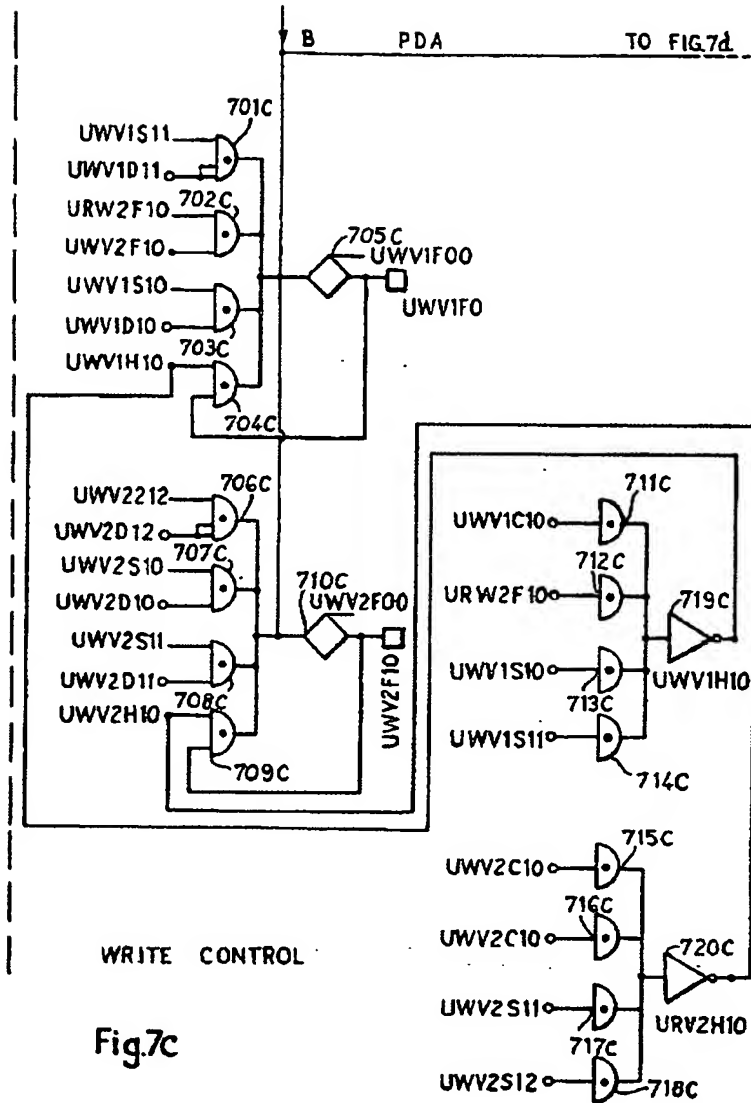 B PDA TO FIG.7d
701C
UWV1S11
UWV1D11
702C
URW2F10
UWV2F10
705C
UWV1F00
UWV1F0
UWV1S10
UWV1D10
703C
UWV1H10
704C
UWV2212
706C
UWV2D12
707C
UWV2S10
UWV2D10
710C
UWV2F00
UWV2F10
UWV2S11
UWV2D11
708C
UWV2H10
709C
711C
UWV1C10
712C
URW2F10
719C
UWV1H10
UWV1S10
713C
UWV1S11
714C
715C
UWV2C10
716C
UWV2C10
720C
URV2H10
UWV2S11
717C
UWV2S12
718C
WRITE CONTROL
Fig.7c